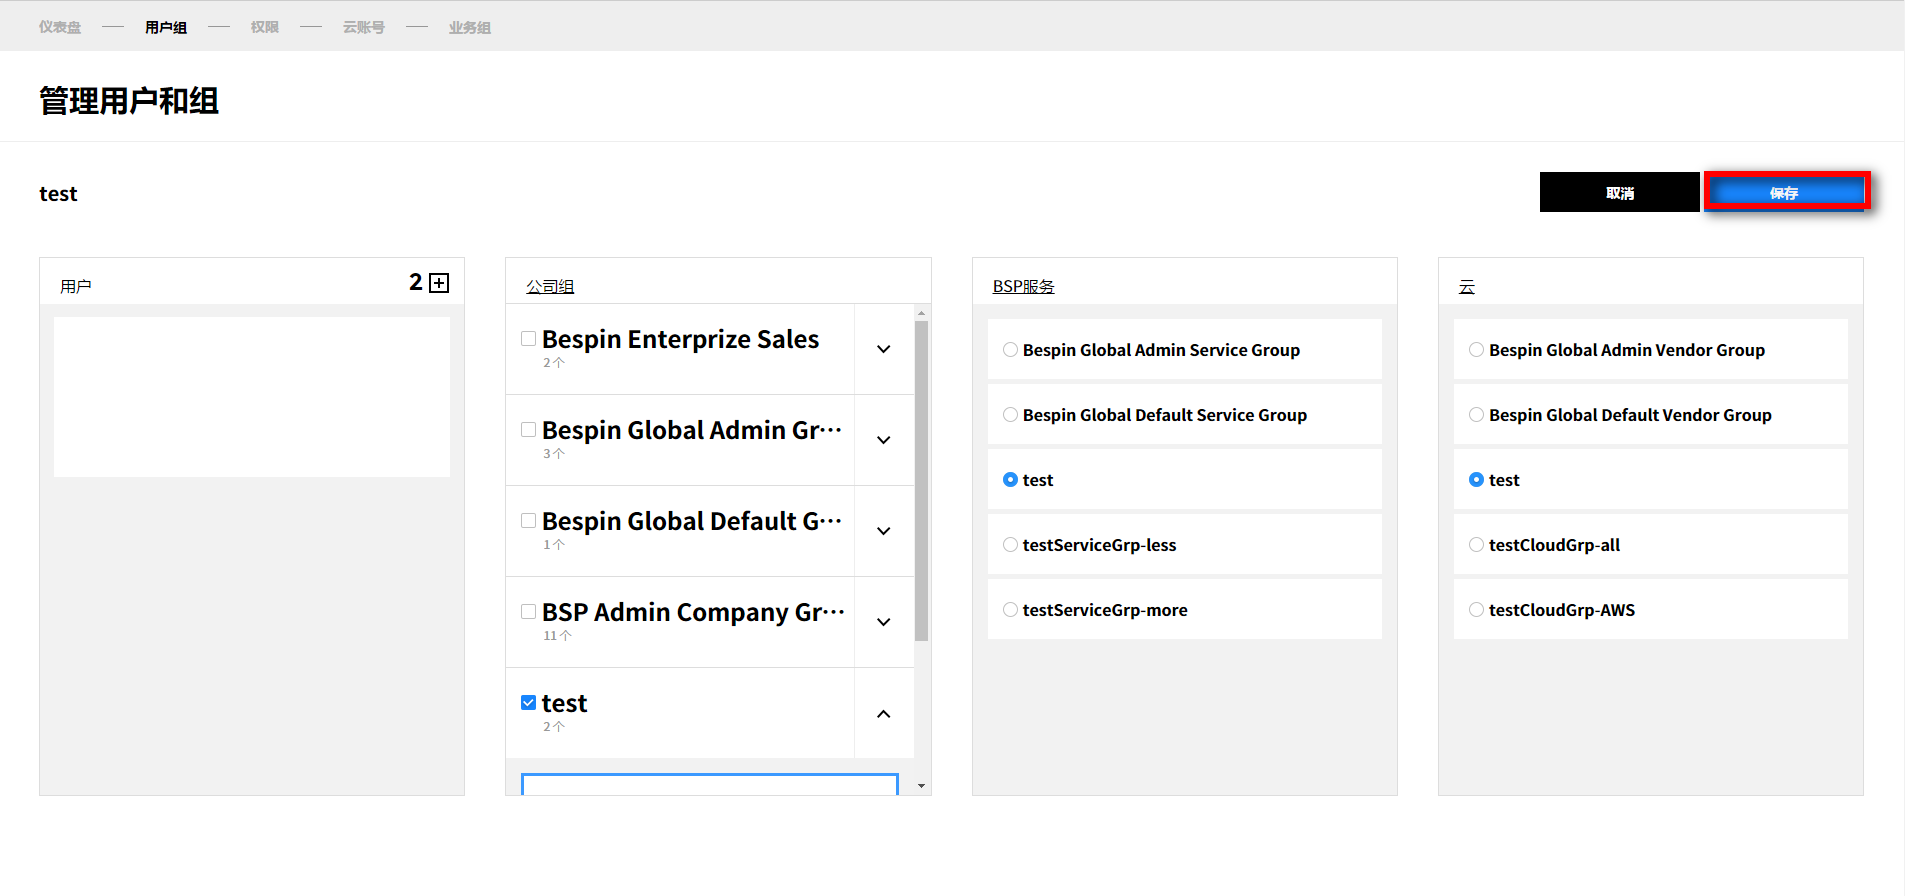 仪表盘 用户组 权限 云账号 业务组
管理用户和组
test
取消
保存
用户
2
公司组
Bespin Enterprize Sales
2个
Bespin Global Admin Gr···
3个
Bespin Global Default G···
1个
BSP Admin Company Gr···
11个
test
2个
BSP服务
Bespin Global Admin Service Group
Bespin Global Default Service Group
test
testServiceGrp-less
testServiceGrp-more
云
Bespin Global Admin Vendor Group
Bespin Global Default Vendor Group
test
testCloudGrp-all
testCloudGrp-AWS